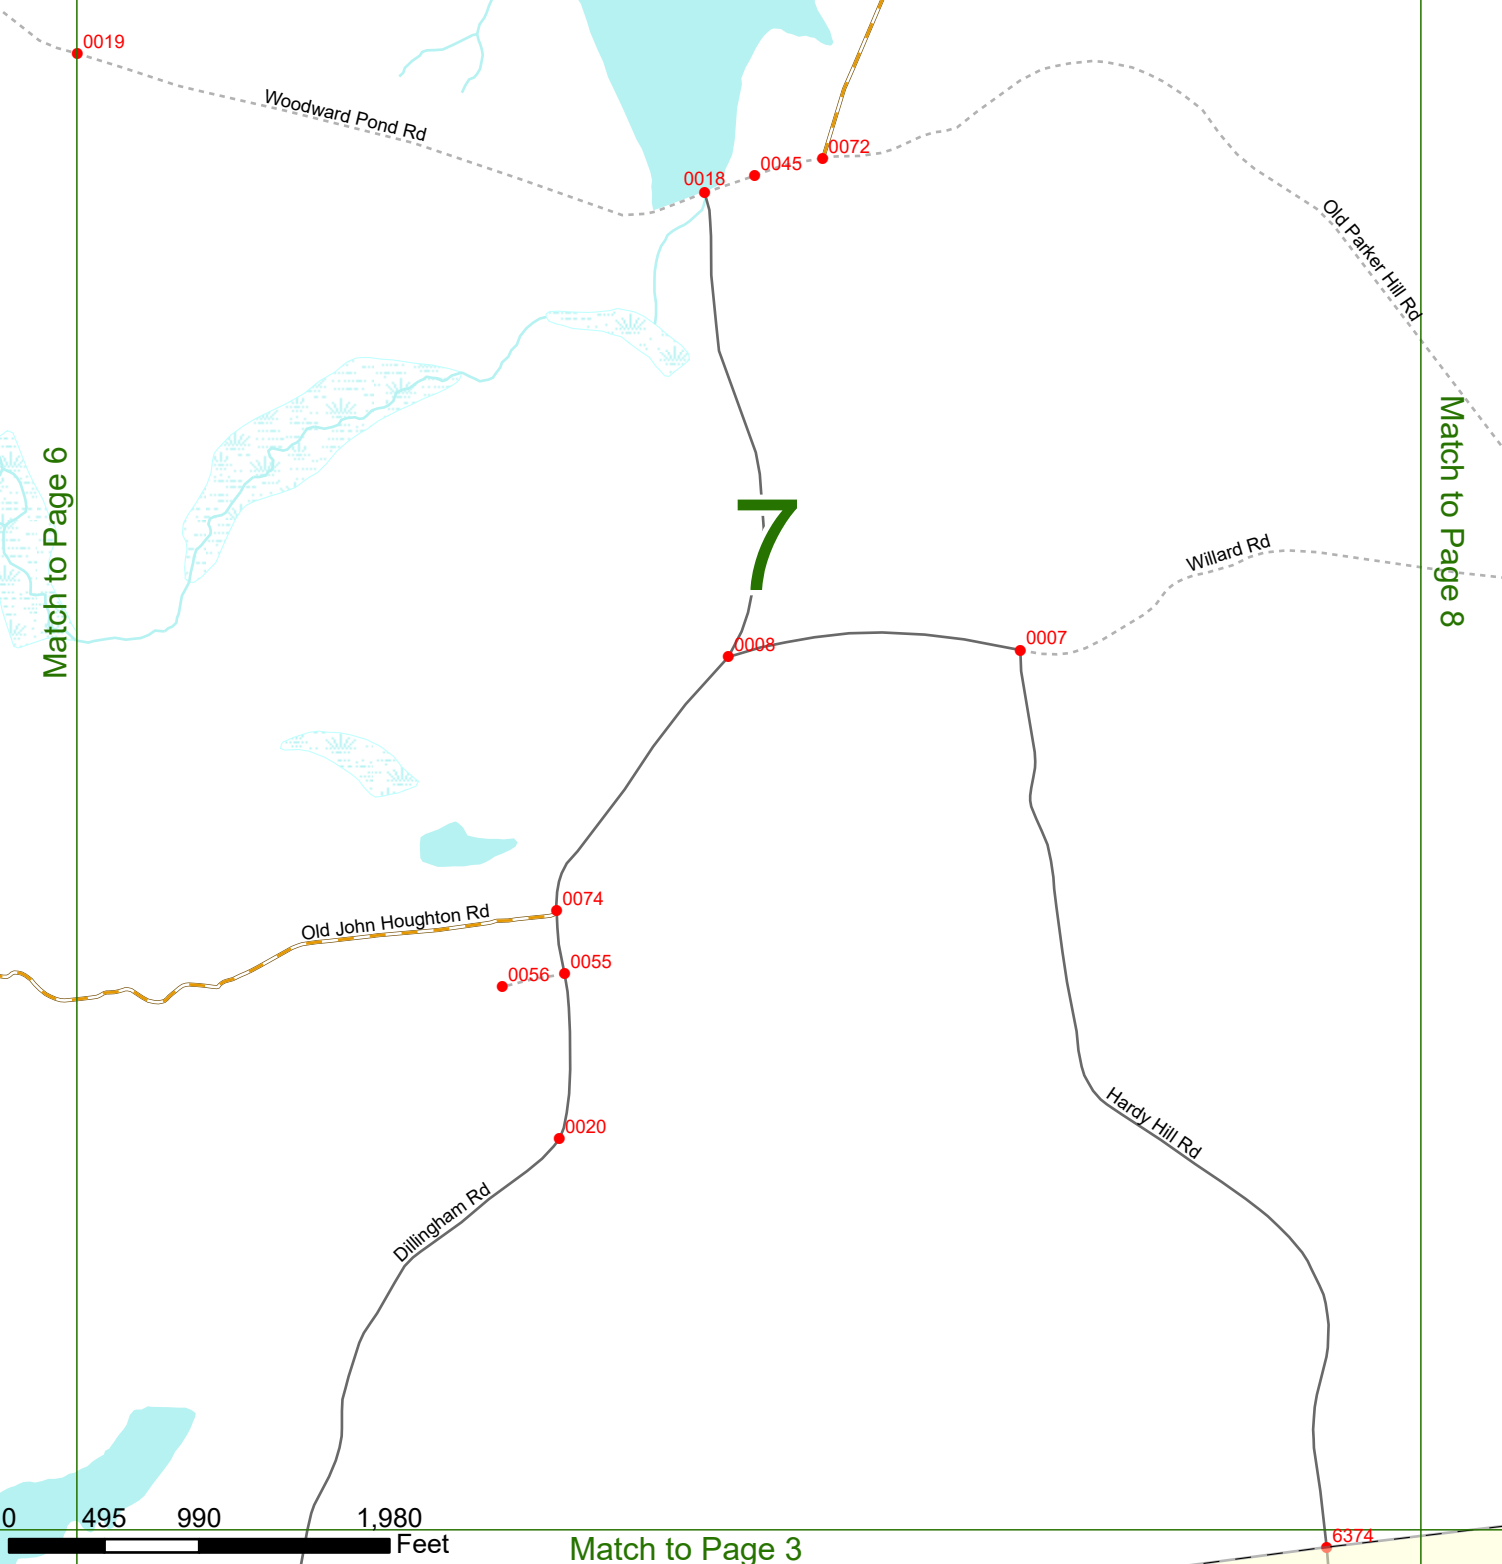 0019
Woodward Pond Rd
0072
0045
0018
Old Parker Hill Rd
Match to Page 6
Match to Page 8
7
Willard Rd
0008
0007
0074
Old John Houghton Rd
0055
0056
Hardy Hill Rd
0020
Dillingham Rd
0 495 990 1,980
Feet
Match to Page 3
6374